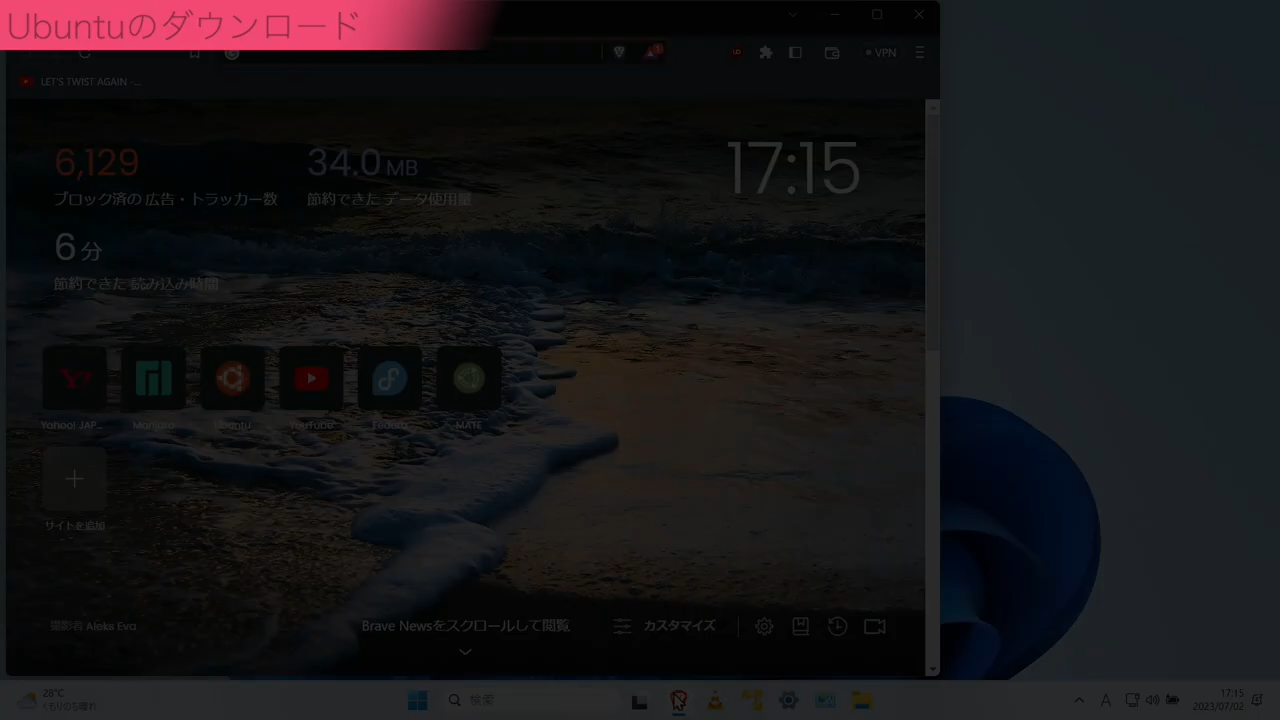 Ubuntuのダウンロード
1
VPN
LET'S TWIST AGAIN -...
6,129
ブロック済の 広告・トラッカー数
34.0 MB
節約できた データ使用量
17:15
6 分
節約できた 読み込み時間
Yahoo! JAP...
Manjaro
Ubuntu
YouTube
Fedora
MATE
サイトを追加
撮影者 Aleks Eva
Brave Newsをスクロールして閲覧
カスタマイズ
28°C
くもりのち晴れ
検索
A
17:15
2023/07/02